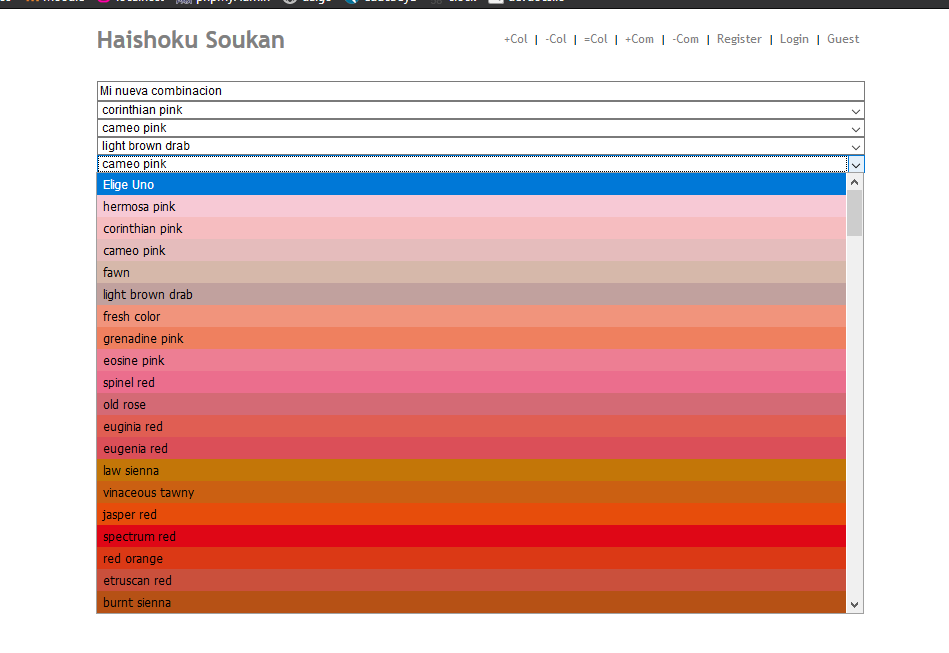 Haishoku Soukan
+Col | -Col | =Col | +Com | -Com | Register | Login | Guest
Mi nueva combinacion
corinthian pink
cameo pink
light brown drab
cameo pink
Elige Uno
hermosa pink
corinthian pink
cameo pink
fawn
light brown drab
fresh color
grenadine pink
eosine pink
spinel red
old rose
euginia red
eugenia red
law sienna
vinaceous tawny
jasper red
spectrum red
red orange
etruscan red
burnt sienna